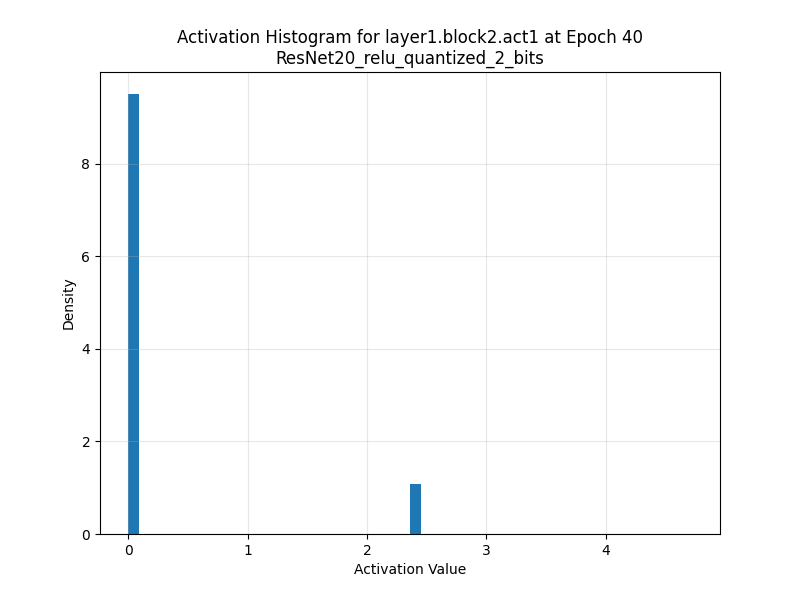 Activation Histogram for layer1.block2.act1 at Epoch 40
ResNet20_relu_quantized_2_bits
8
6
4
2
0
Density
0 1 2 3 4
Activation Value